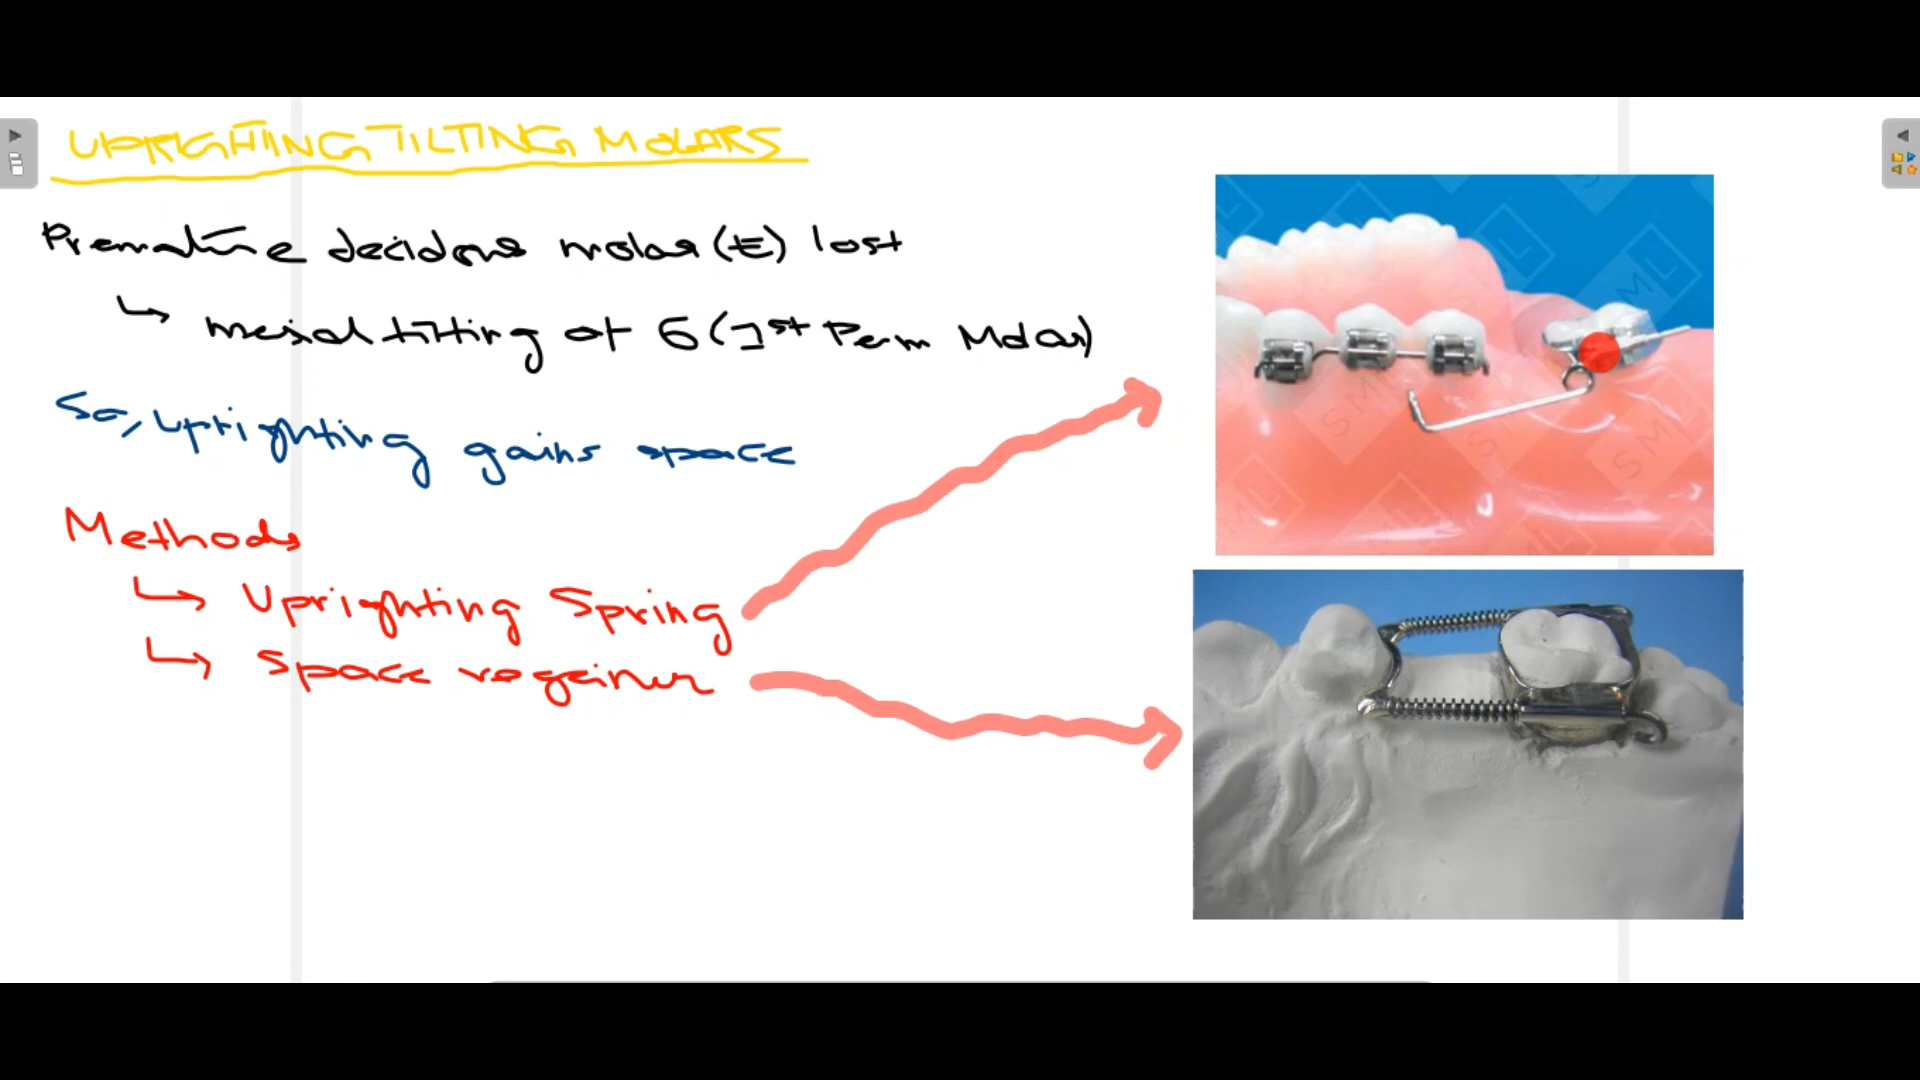 UPRIGHTING TILTING MOLARS
Premature deciduous molar (E) lost
↳ mesial tilting of 6 (1st Perm Molar)
So, uprighting gains space
Methods
↳ Uprighting Spring
↳ Space regainer
SML